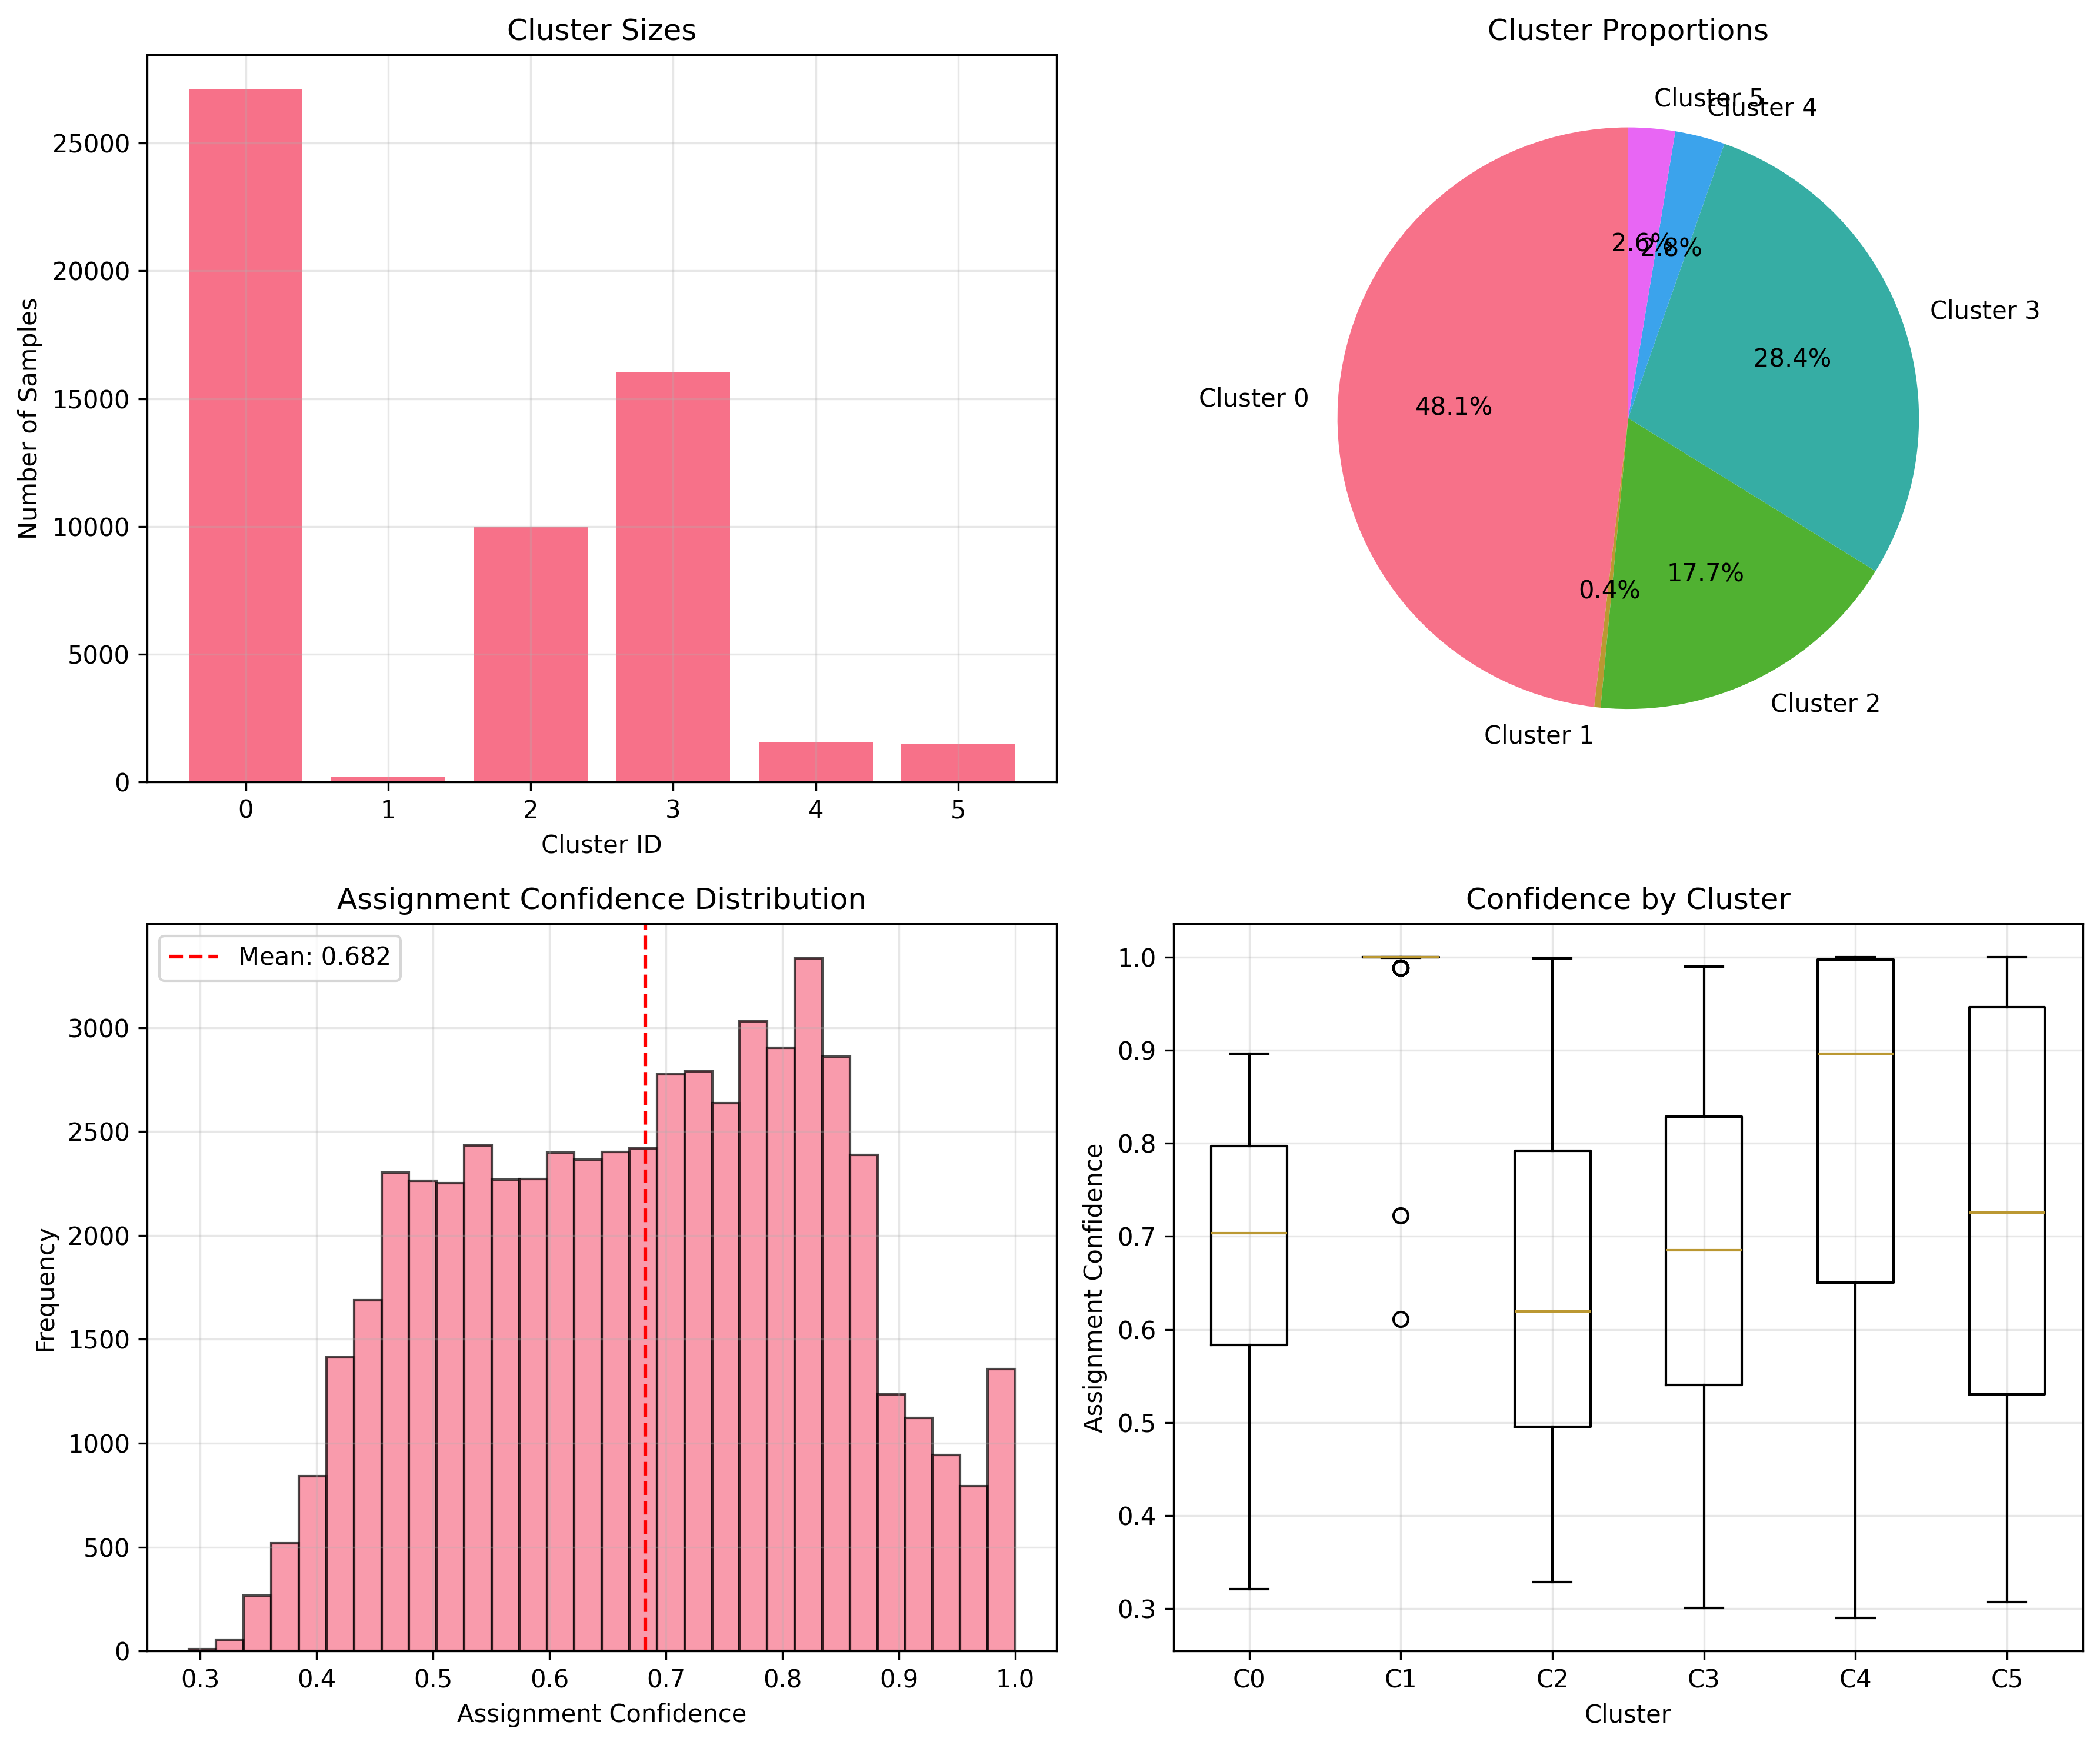 Cluster Sizes
25000
20000
15000
10000
5000
0
Number of Samples
0 1 2 3 4 5
Cluster ID
Cluster Proportions
Cluster 5
Cluster 4
Cluster 3
Cluster 0
Cluster 2
Cluster 1
2.6%
2.8%
28.4%
48.1%
17.7%
0.4%
Assignment Confidence Distribution
Mean: 0.682
3000
2500
2000
1500
1000
500
0
Frequency
0.3 0.4 0.5 0.6 0.7 0.8 0.9 1.0
Assignment Confidence
Confidence by Cluster
1.0
0.9
0.8
0.7
0.6
0.5
0.4
0.3
Assignment Confidence
C0 C1 C2 C3 C4 C5
Cluster